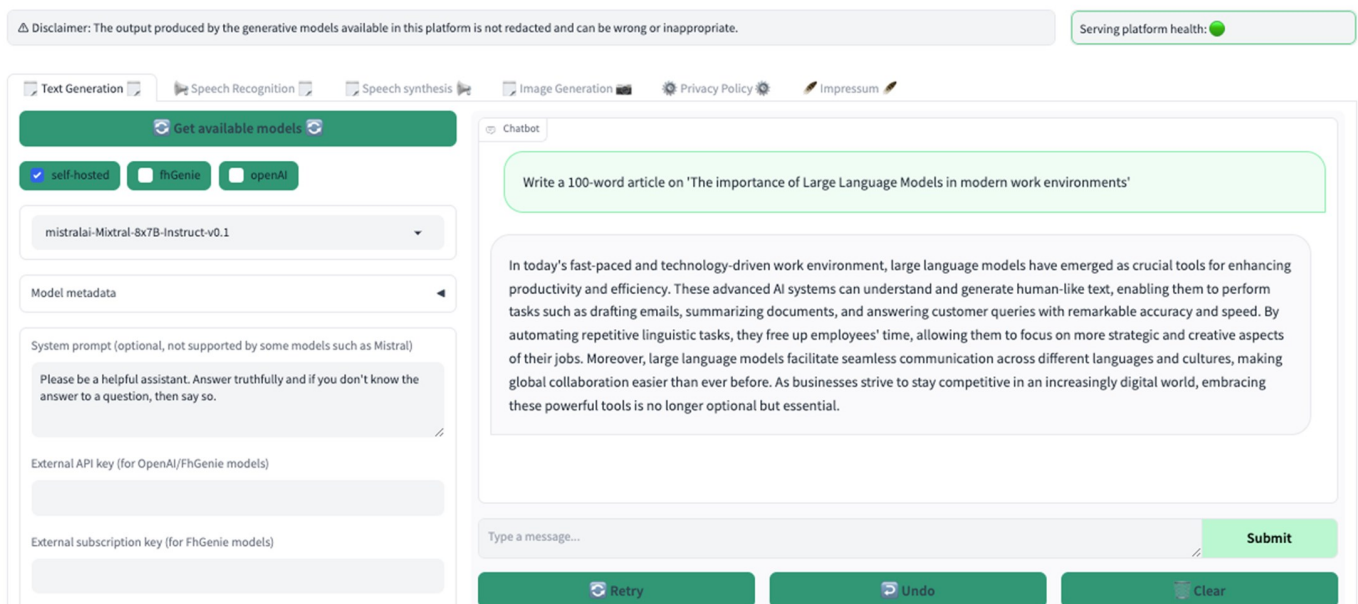 ⚠ Disclaimer: The output produced by the generative models available in this platform is not redacted and can be wrong or inappropriate.
Serving platform health:
Text Generation
Speech Recognition
Speech synthesis
Image Generation
Privacy Policy
Impressum
Get available models
self-hosted
fhGenie
openAI
mistralai-Mixtral-8x7B-Instruct-v0.1
Model metadata
System prompt (optional, not supported by some models such as Mistral)
Please be a helpful assistant. Answer truthfully and if you don't know the
answer to a question, then say so.
External API key (for OpenAI/FhGenie models)
External subscription key (for FhGenie models)
Chatbot
Write a 100-word article on 'The importance of Large Language Models in modern work environments'
In today's fast-paced and technology-driven work environment, large language models have emerged as crucial tools for enhancing
productivity and efficiency. These advanced AI systems can understand and generate human-like text, enabling them to perform
tasks such as drafting emails, summarizing documents, and answering customer queries with remarkable accuracy and speed. By
automating repetitive linguistic tasks, they free up employees' time, allowing them to focus on more strategic and creative aspects
of their jobs. Moreover, large language models facilitate seamless communication across different languages and cultures, making
global collaboration easier than ever before. As businesses strive to stay competitive in an increasingly digital world, embracing
these powerful tools is no longer optional but essential.
Type a message...
Submit
Retry
Undo
Clear